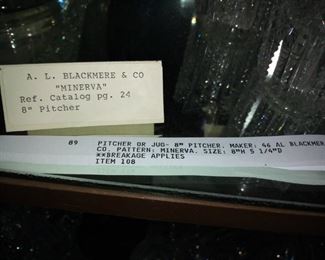 A. L. BLACKMERE & CO
"MINERVA"
Ref. Catalog pg. 24
8" Pitcher
89 PITCHER OR JUG- 8" PITCHER. MAKER: 46 AL BLACKMER
CO. PATTERN: MINERVA. SIZE: 8"H 5 1/4"D
**BREAKAGE APPLIES
ITEM 108